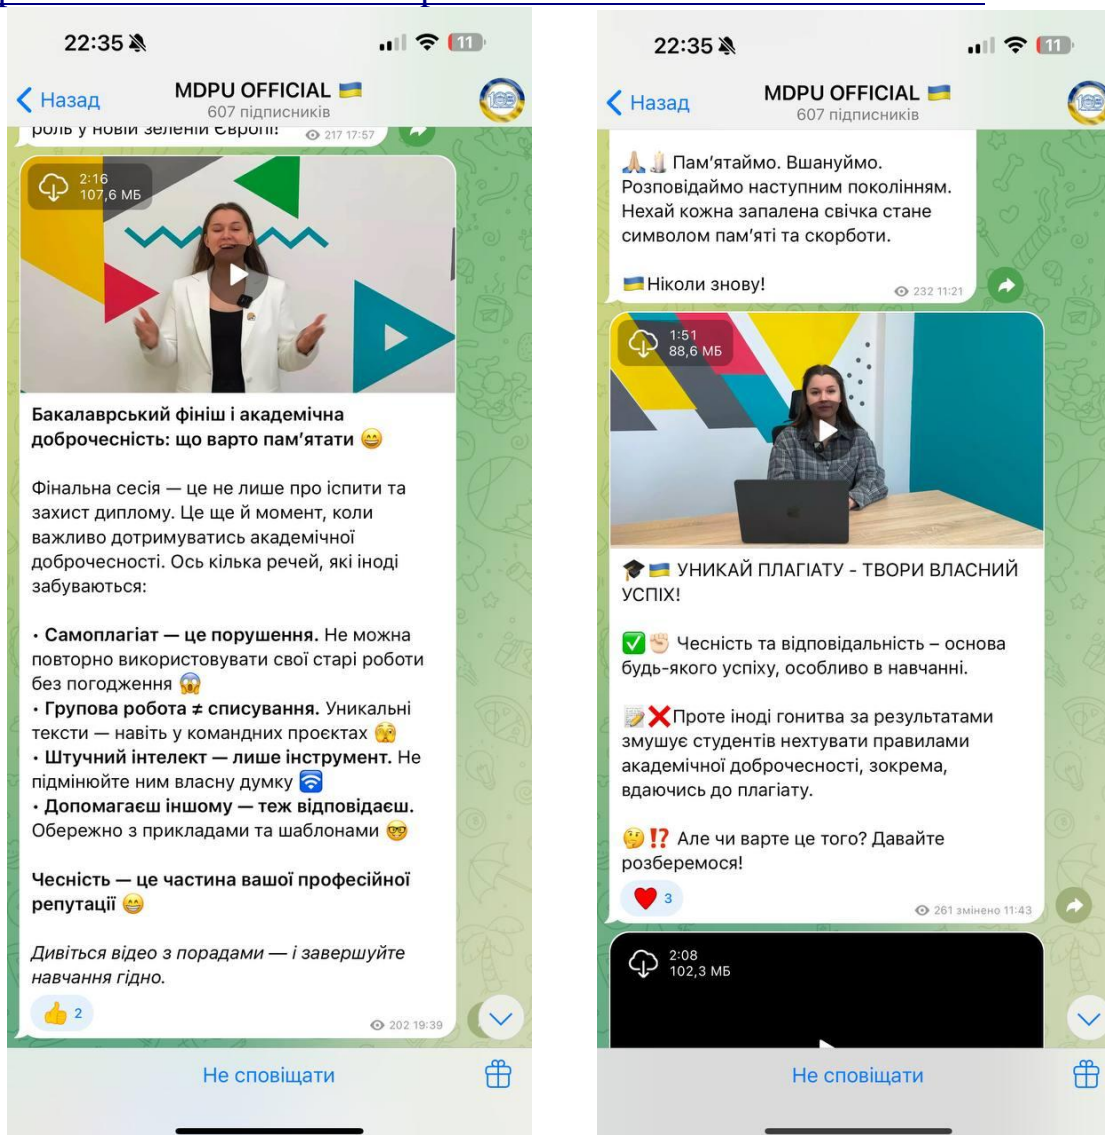 22:35
11
Назад
MDPU OFFICIAL
607 підписників
роль у новій зеленій Європі!
217 17:57
2:16
107,6 МБ
Бакалаврський фініш і академічна
доброчесність: що варто пам’ятати 😄
Фінальна сесія — це не лише про іспити та
захист диплому. Це ще й момент, коли
важливо дотримуватись академічної
доброчесності. Ось кілька речей, які іноді
забуваються:
• Самоплагіат — це порушення. Не можна
повторно використовувати свої старі роботи
без погодження 😱
• Групова робота ≠ списування. Унікальні
тексти — навіть у командних проєктах 🫣
• Штучний інтелект — лише інструмент. Не
підмінюйте ним власну думку 🛜
• Допомагаєш іншому — теж відповідаєш.
Обережно з прикладами та шаблонами 🤓
Чесність — це частина вашої професійної
репутації 😁
Дивіться відео з порадами — і завершуйте
навчання гідно.
👍 2
202 19:39
Не сповіщати
22:35
11
Назад
MDPU OFFICIAL 🇺🇦
607 підписників
🙏🏻🕯️ Пам’ятаймо. Вшануймо.
Розповідаймо наступним поколінням.
Нехай кожна запалена свічка стане
символом пам’яті та скорботи.
🇺🇦Ніколи знову!
232 11:21
1:51
88,6 МБ
🎓🇺🇦 УНИКАЙ ПЛАГІАТУ - ТВОРИ ВЛАСНИЙ
УСПІХ!
✅✊🏻 Чесність та відповідальність – основа
будь-якого успіху, особливо в навчанні.
📝❌Проте іноді гонитва за результатами
змушує студентів нехтувати правилами
академічної доброчесності, зокрема,
вдаючись до плагіату.
🤔⁉️ Але чи варте це того? Давайте
розберемося!
❤️ 3
261 змінено 11:43
2:08
102,3 МБ
Не сповіщати